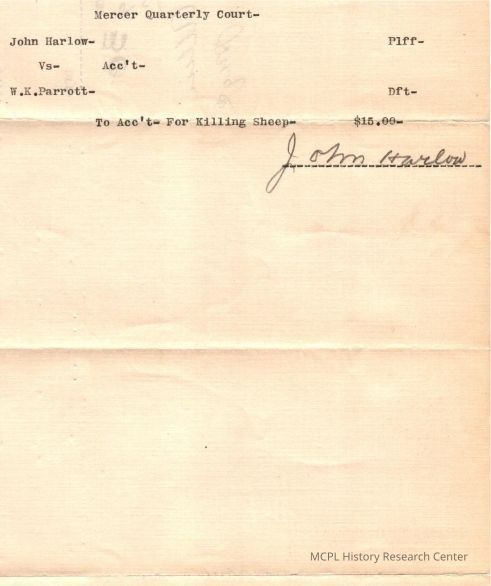 Mercer Quarterly Court-
John Harlow- Plff-
Vs- Acc't-
W.K.Parrott- Dft-
To Acc't- For Killing Sheep- $15.00-
John Harlow
MCPL History Research Center